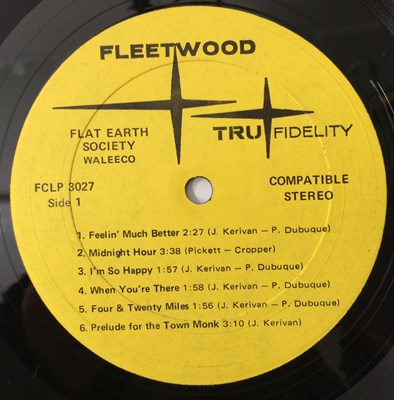 FLEETWOOD
FLAT EARTH
SOCIETY
WALEECO
TRU FIDELITY
FCLP 3027
Side 1
COMPATIBLE
STEREO
1. Feelin' Much Better 2:27 (J. Kerivan – P. Dubuque)
2. Midnight Hour 3:38 (Pickett – Cropper)
3. I'm So Happy 1:57 (J. Kerivan – P. Dubuque)
4. When You're There 1:58 (J. Kerivan – P. Dubuque)
5. Four & Twenty Miles 1:56 (J. Kerivan – P. Dubuque)
6. Prelude for the Town Monk 3:10 (J. Kerivan)